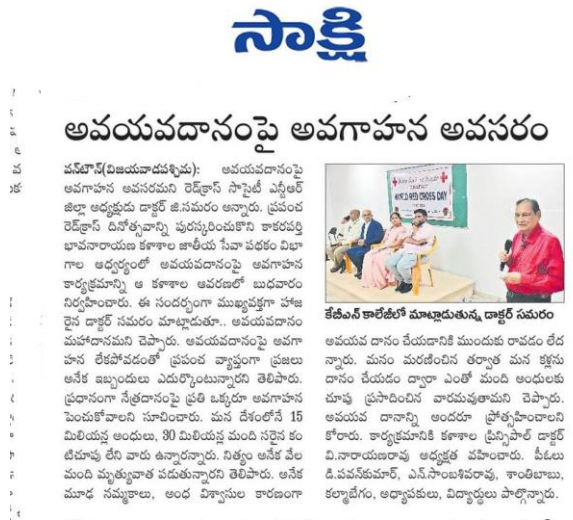 సాక్షి
అవయవదానంపై అవగాహన అవసరం
వన్‌టౌన్(విజయవాడపశ్చిమ): అవయవదానంపై
అవగాహన అవసరమని రెడ్‌క్రాస్ సొసైటీ ఎన్టీఆర్
జిల్లా అధ్యక్షుడు డాక్టర్ జి.సమరం అన్నారు. ప్రపంచ
రెడ్‌క్రాస్ దినోత్సవాన్ని పురస్కరించుకొని కాకరపర్తి
భావనారాయణ కళాశాల జాతీయ సేవా పథకం విభా
గాల ఆధ్వర్యంలో అవయవదానంపై అవగాహన
కార్యక్రమాన్ని ఆ కళాశాల ఆవరణలో బుధవారం
నిర్వహించారు. ఈ సందర్భంగా ముఖ్యవక్తగా హాజ
రైన డాక్టర్ సమరం మాట్లాడుతూ.. అవయవదానం
మహాదానమని చెప్పారు. అవయవదానంపై అవగా
హన లేకపోవడంతో ప్రపంచ వ్యాప్తంగా ప్రజలు
అనేక ఇబ్బందులు ఎదుర్కొంటున్నారని తెలిపారు.
ప్రధానంగా నేత్రదానంపై ప్రతి ఒక్కరూ అవగాహన
పెంచుకోవాలని సూచించారు. మన దేశంలోనే 15
మిలియన్ల అంధులు, 30 మిలియన్ల మంది సరైన కం
టిచూపు లేని వారు ఉన్నారన్నారు. నిత్యం అనేక వేల
మంది మృత్యువాత పడుతున్నారని తెలిపారు. అనేక
మూఢ నమ్మకాలు, అంధ విశ్వాసుల కారణంగా
WORLD RED CROSS DAY
కేబీఎన్ కాలేజీలో మాట్లాడుతున్న డాక్టర్ సమరం
అవయవ దానం చేయడానికి ముందుకు రావడం లేద
న్నారు. మనం మరణించిన తర్వాత మన కళ్లను
దానం చేయడం ద్వారా ఎంతో మంది అంధులకు
చూపు ప్రసాదించిన వారమవుతామని చెప్పారు.
అవయవ దానాన్ని అందరూ ప్రోత్సహించాలని
కోరారు. కార్యక్రమానికి కళాశాల ప్రిన్సిపాల్ డాక్టర్
వి.నారాయణరావు అధ్యక్షత వహించారు. పీఓలు
డి.పవన్‌కుమార్, ఎన్.సాంబశివరావు, శాంతిబాబు,
కల్మాబేగం, అధ్యాపకులు, విద్యార్థులు పాల్గొన్నారు.